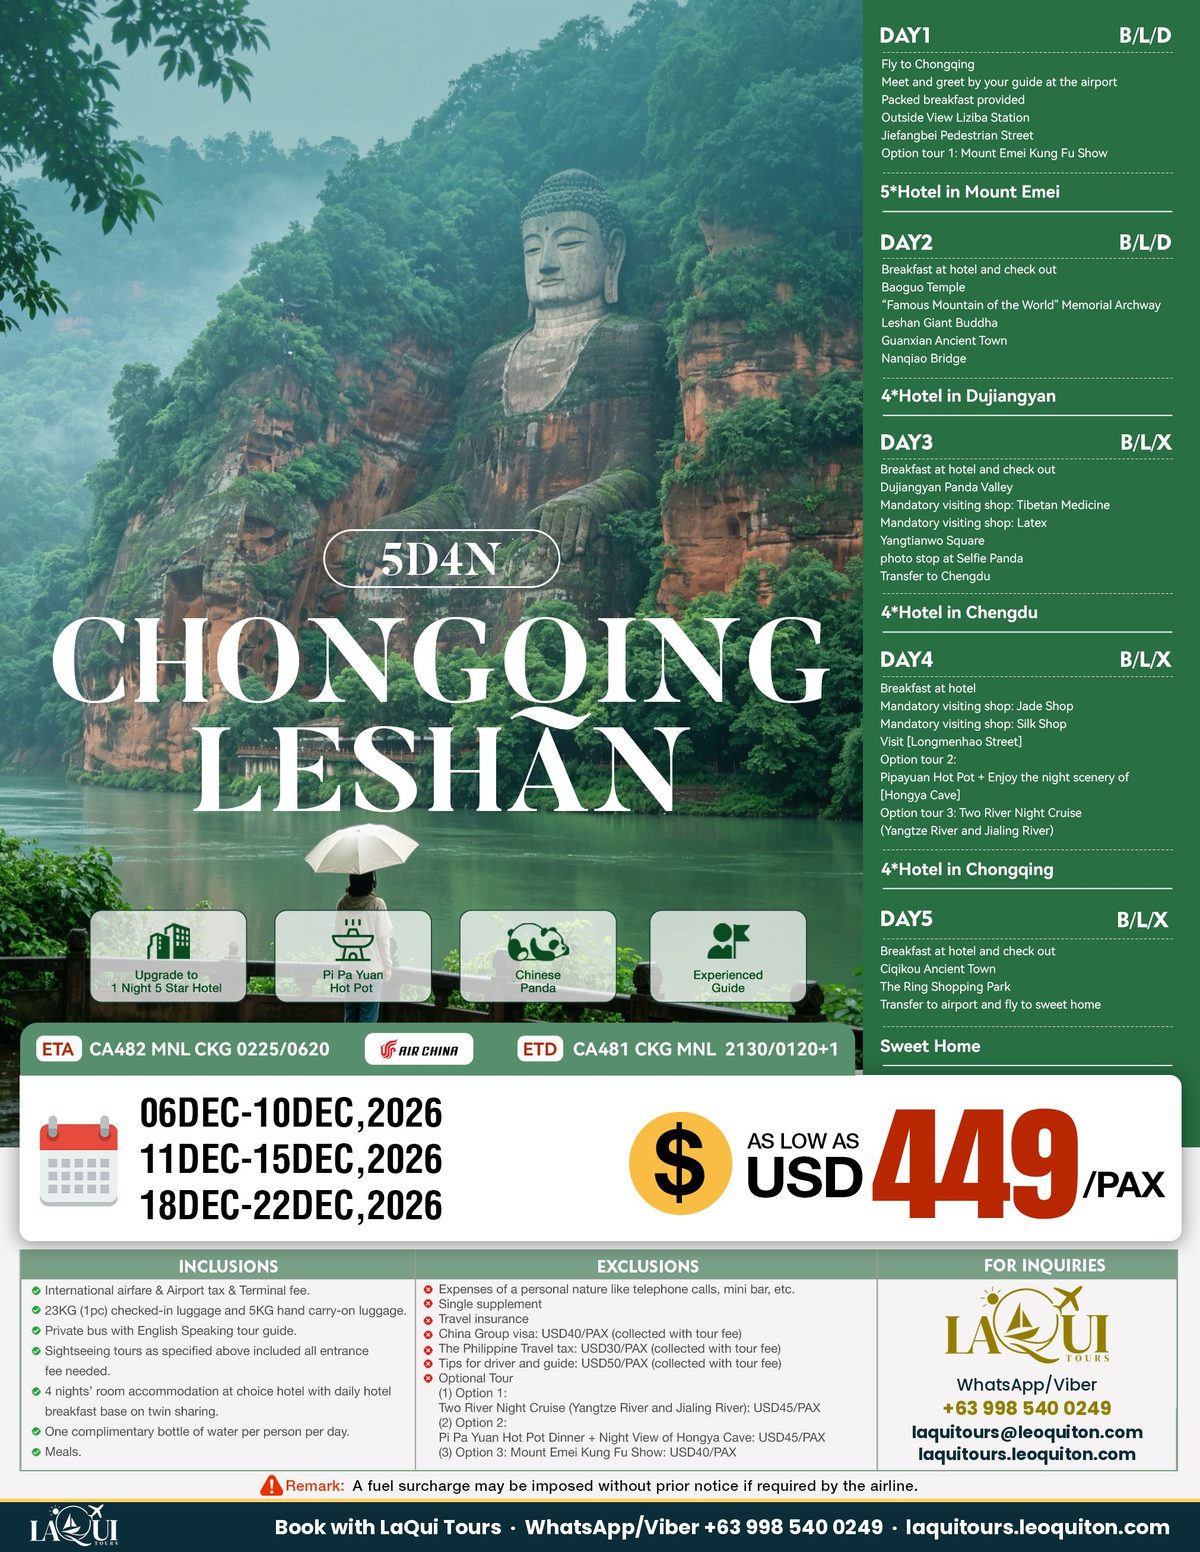 5D4N
CHONGQING
LESHAN
Upgrade to
1 Night 5 Star Hotel
Pi Pa Yuan
Hot Pot
Chinese
Panda
Experienced
Guide
ETA CA482 MNL CKG 0225/0620
AIR CHINA
ETD CA481 CKG MNL 2130/0120+1
DAY1 B/L/D
Fly to Chongqing
Meet and greet by your guide at the airport
Packed breakfast provided
Outside View Liziba Station
Jiefangbei Pedestrian Street
Option tour 1: Mount Emei Kung Fu Show
5*Hotel in Mount Emei
DAY2 B/L/D
Breakfast at hotel and check out
Baoguo Temple
“Famous Mountain of the World” Memorial Archway
Leshan Giant Buddha
Guanxian Ancient Town
Nanqiao Bridge
4*Hotel in Dujiangyan
DAY3 B/L/X
Breakfast at hotel and check out
Dujiangyan Panda Valley
Mandatory visiting shop: Tibetan Medicine
Mandatory visiting shop: Latex
Yangtianwo Square
photo stop at Selfie Panda
Transfer to Chengdu
4*Hotel in Chengdu
DAY4 B/L/X
Breakfast at hotel
Mandatory visiting shop: Jade Shop
Mandatory visiting shop: Silk Shop
Visit [Longmenhao Street]
Option tour 2:
Pipayuan Hot Pot + Enjoy the night scenery of
[Hongya Cave]
Option tour 3: Two River Night Cruise
(Yangtze River and Jialing River)
4*Hotel in Chongqing
DAY5 B/L/X
Breakfast at hotel and check out
Ciqikou Ancient Town
The Ring Shopping Park
Transfer to airport and fly to sweet home
Sweet Home
06DEC-10DEC,2026
11DEC-15DEC,2026
18DEC-22DEC,2026
$
AS LOW AS
USD 449 /PAX
INCLUSIONS
International airfare & Airport tax & Terminal fee.
23KG (1pc) checked-in luggage and 5KG hand carry-on luggage.
Private bus with English Speaking tour guide.
Sightseeing tours as specified above included all entrance
fee needed.
4 nights’ room accommodation at choice hotel with daily hotel
breakfast base on twin sharing.
One complimentary bottle of water per person per day.
Meals.
EXCLUSIONS
Expenses of a personal nature like telephone calls, mini bar, etc.
Single supplement
Travel insurance
China Group visa: USD40/PAX (collected with tour fee)
The Philippine Travel tax: USD30/PAX (collected with tour fee)
Tips for driver and guide: USD50/PAX (collected with tour fee)
Optional Tour
(1) Option 1:
Two River Night Cruise (Yangtze River and Jialing River): USD45/PAX
(2) Option 2:
Pi Pa Yuan Hot Pot Dinner + Night View of Hongya Cave: USD45/PAX
(3) Option 3: Mount Emei Kung Fu Show: USD40/PAX
FOR INQUIRIES
LAQUI
TOURS
WhatsApp/Viber
+63 998 540 0249
laquitours@leoquiton.com
laquitours.leoquiton.com
Remark: A fuel surcharge may be imposed without prior notice if required by the airline.
LAQUI
TOURS
Book with LaQui Tours · WhatsApp/Viber +63 998 540 0249 · laquitours.leoquiton.com